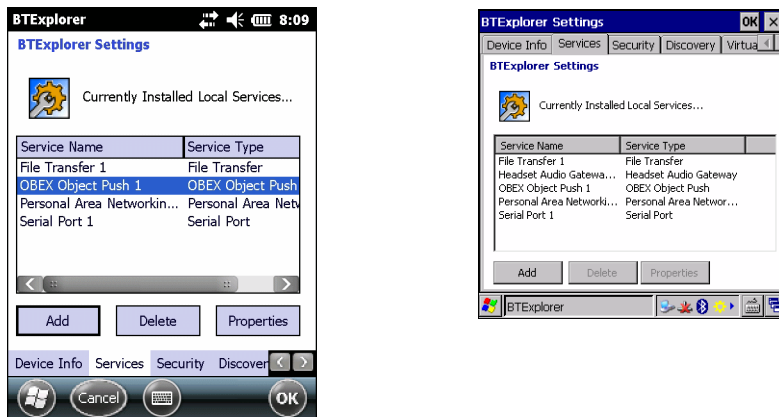 BTExplorer 8:09
BTExplorer Settings
Currently Installed Local Services...
Service Name Service Type
File Transfer 1 File Transfer
OBEX Object Push 1 OBEX Object Push
Personal Area Networkin... Personal Area Netw
Serial Port 1 Serial Port
Add Delete Properties
Device Info Services Security Discover
Cancel OK
BTExplorer Settings OK
Device Info Services Security Discovery Virtua
BTExplorer Settings
Currently Installed Local Services...
Service Name Service Type
File Transfer 1 File Transfer
Headset Audio Gatewa... Headset Audio Gateway
OBEX Object Push 1 OBEX Object Push
Personal Area Networki... Personal Area Networ...
Serial Port 1 Serial Port
Add Delete Properties
BTExplorer